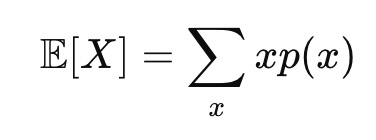 𝔼[X] = ∑ₓ xp(x)